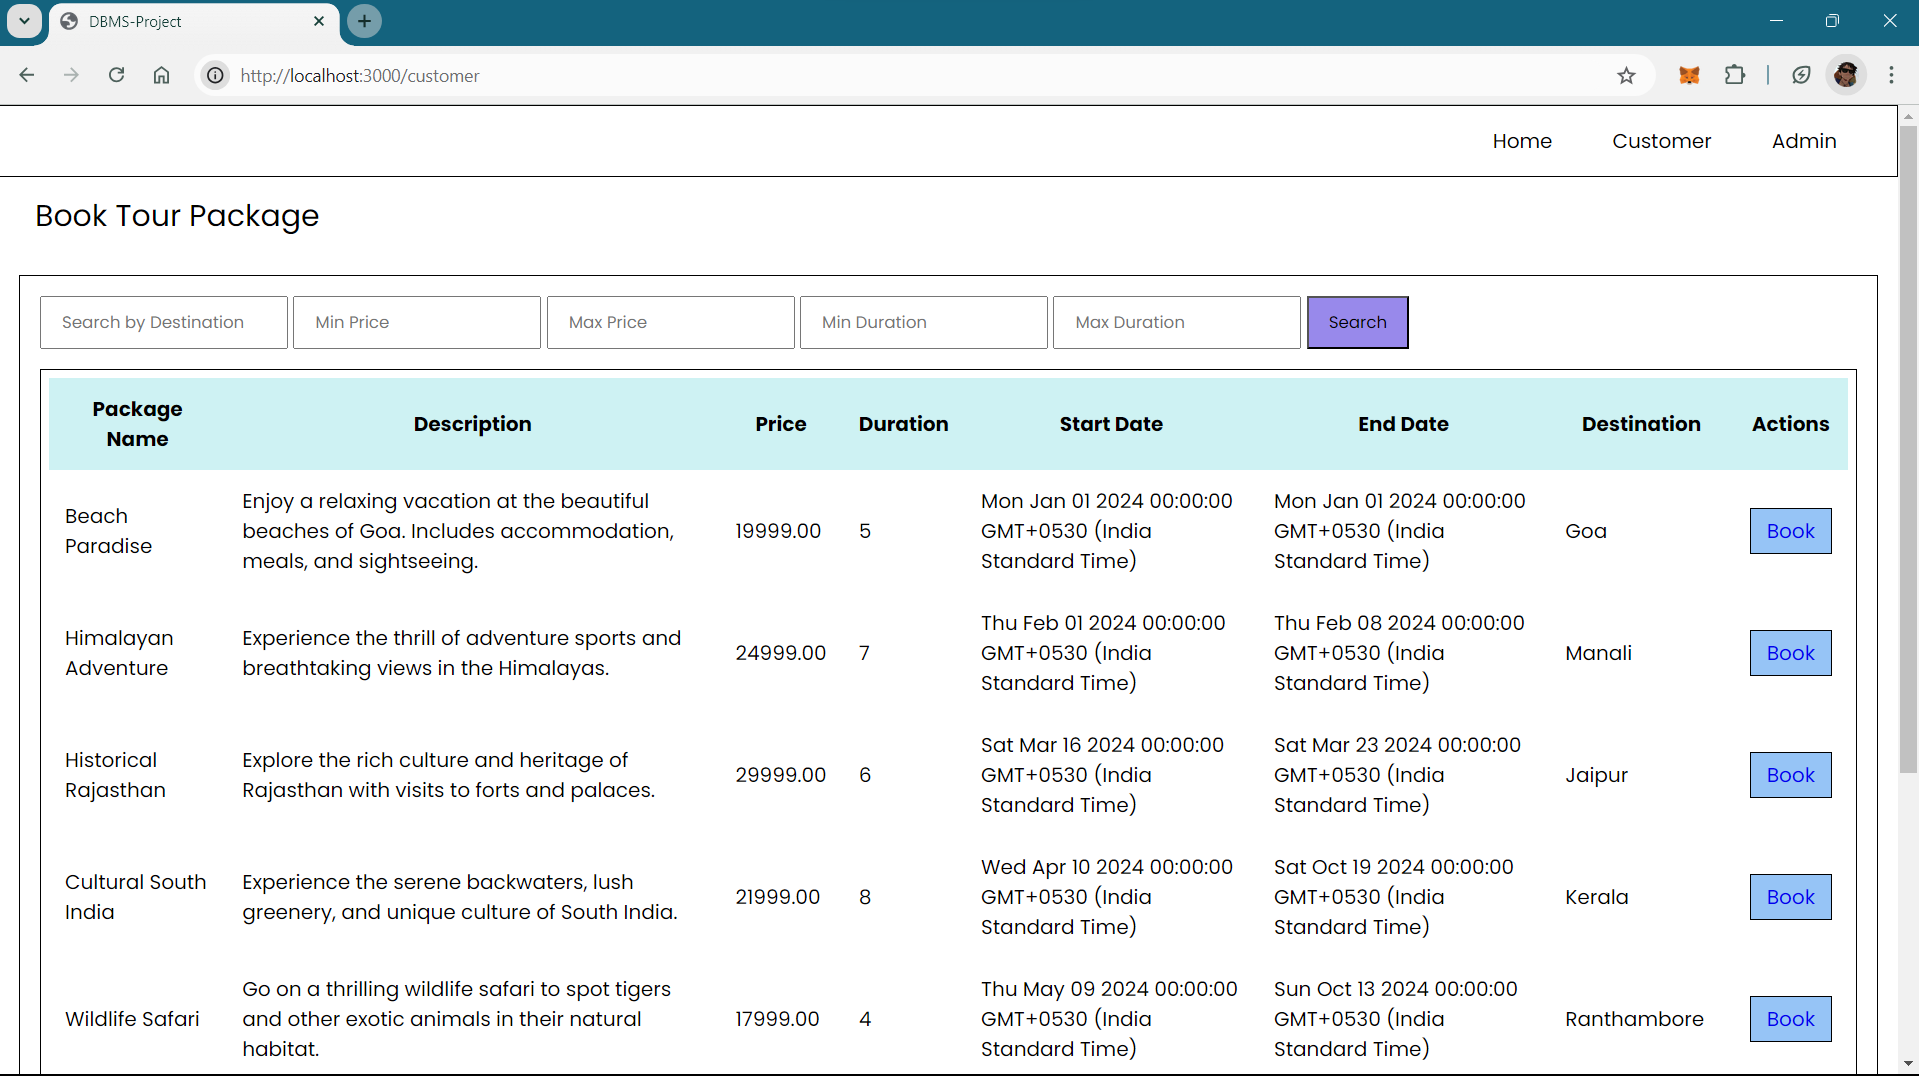 DBMS-Project
http://localhost:3000/customer
Home Customer Admin
Book Tour Package
Search by Destination Min Price Max Price Min Duration Max Duration Search
Package Name Description Price Duration Start Date End Date Destination Actions
Beach Paradise
Enjoy a relaxing vacation at the beautiful
beaches of Goa. Includes accommodation,
meals, and sightseeing.
19999.00
5
Mon Jan 01 2024 00:00:00
GMT+0530 (India
Standard Time)
Mon Jan 01 2024 00:00:00
GMT+0530 (India
Standard Time)
Goa
Book
Himalayan
Adventure
Experience the thrill of adventure sports and
breathtaking views in the Himalayas.
24999.00
7
Thu Feb 01 2024 00:00:00
GMT+0530 (India
Standard Time)
Thu Feb 08 2024 00:00:00
GMT+0530 (India
Standard Time)
Manali
Book
Historical
Rajasthan
Explore the rich culture and heritage of
Rajasthan with visits to forts and palaces.
29999.00
6
Sat Mar 16 2024 00:00:00
GMT+0530 (India
Standard Time)
Sat Mar 23 2024 00:00:00
GMT+0530 (India
Standard Time)
Jaipur
Book
Cultural South
India
Experience the serene backwaters, lush
greenery, and unique culture of South India.
21999.00
8
Wed Apr 10 2024 00:00:00
GMT+0530 (India
Standard Time)
Sat Oct 19 2024 00:00:00
GMT+0530 (India
Standard Time)
Kerala
Book
Wildlife Safari
Go on a thrilling wildlife safari to spot tigers
and other exotic animals in their natural
habitat.
17999.00
4
Thu May 09 2024 00:00:00
GMT+0530 (India
Standard Time)
Sun Oct 13 2024 00:00:00
GMT+0530 (India
Standard Time)
Ranthambore
Book